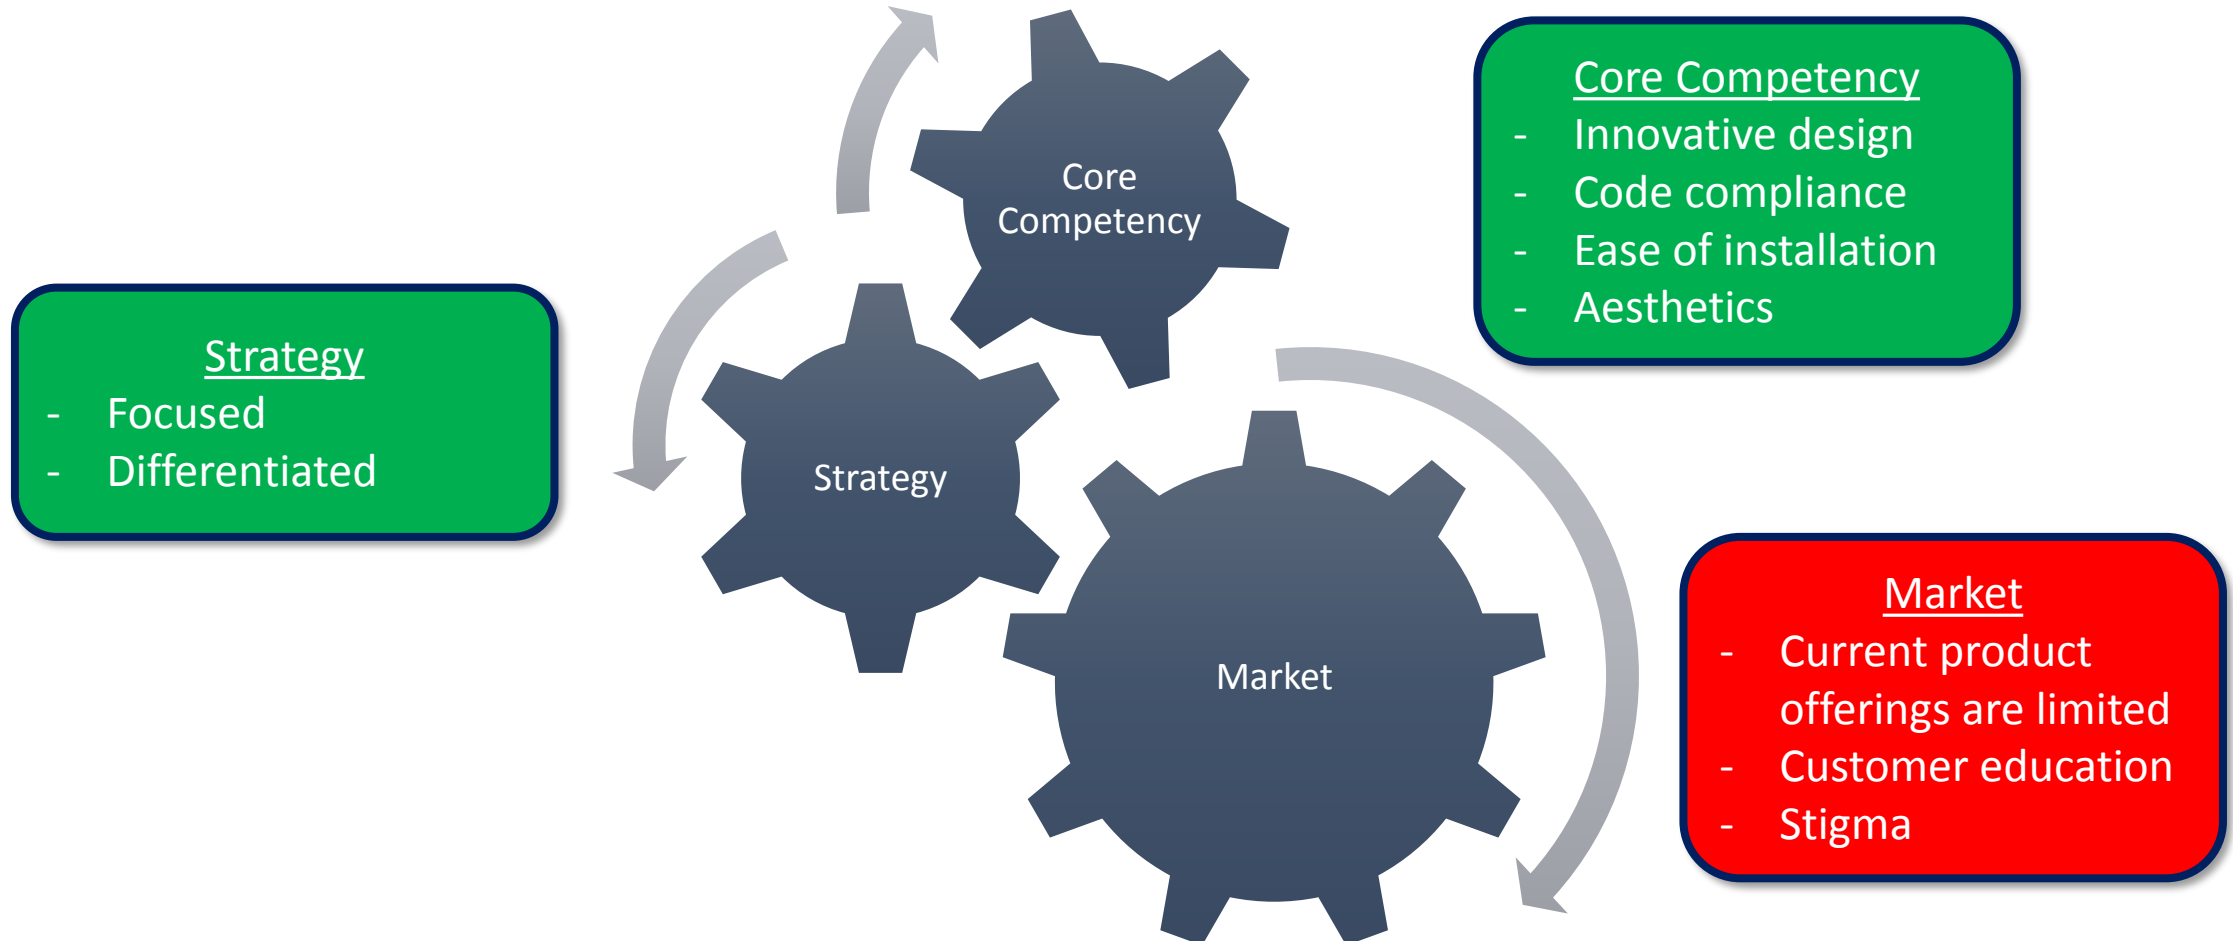 Core
Competency
Strategy
Market
Core Competency
- Innovative design
- Code compliance
- Ease of installation
- Aesthetics
Strategy
- Focused
- Differentiated
Market
- Current product
offerings are limited
- Customer education
- Stigma